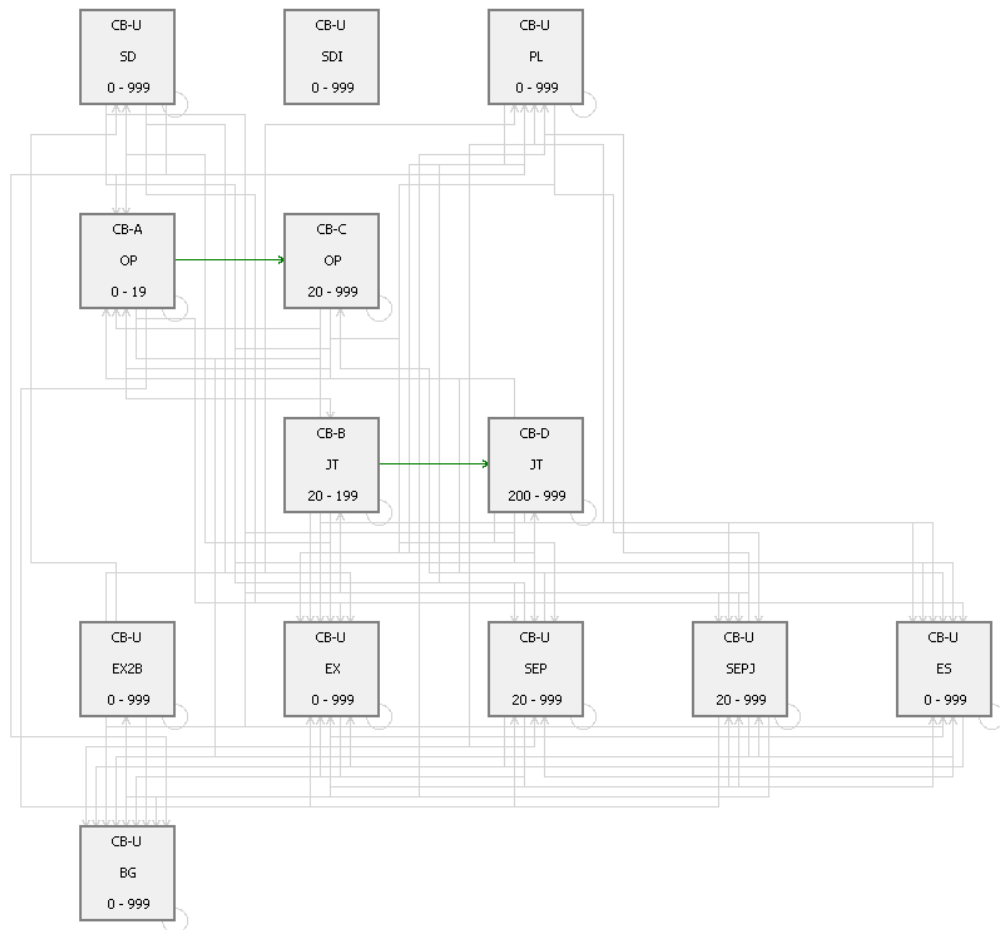 CB-U
SD
0 - 999
CB-U
SDI
0 - 999
CB-U
PL
0 - 999
CB-A
OP
0 - 19
CB-C
OP
20 - 999
CB-B
JT
20 - 199
CB-D
JT
200 - 999
CB-U
EX2B
0 - 999
CB-U
EX
0 - 999
CB-U
SEP
20 - 999
CB-U
SEPJ
20 - 999
CB-U
ES
0 - 999
CB-U
BG
0 - 999